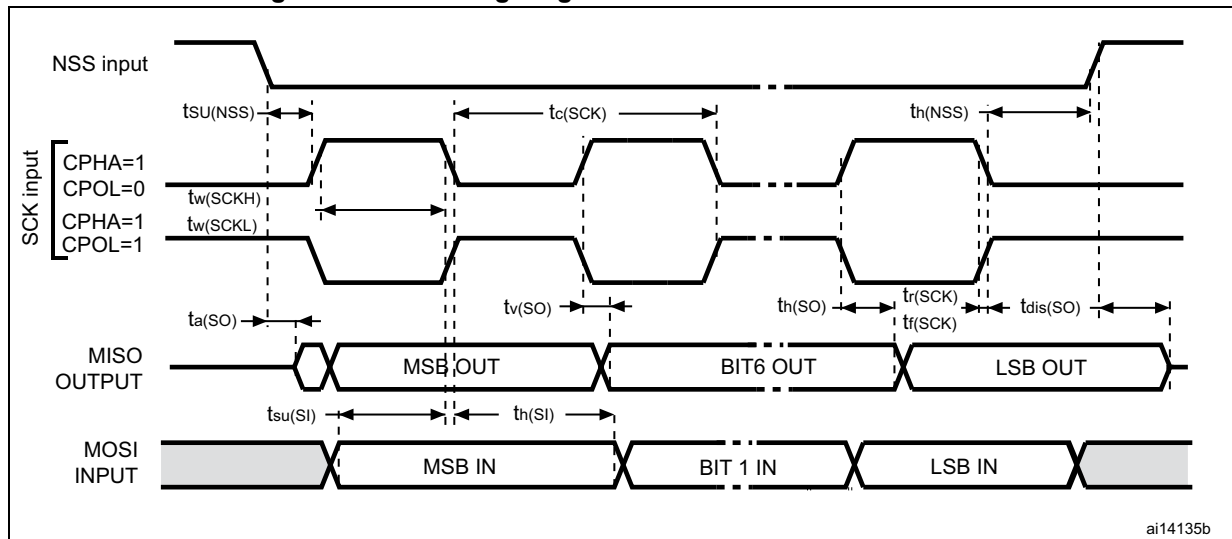 NSS input
tSU(NSS)
tc(SCK)
th(NSS)
SCK input
CPHA=1
CPOL=0
tw(SCKH)
CPHA=1
tw(SCKL)
CPOL=1
ta(SO)
tv(SO)
th(SO)
tr(SCK)
tf(SCK)
tdis(SO)
MISO
OUTPUT
MSB OUT
BIT6 OUT
LSB OUT
tsu(SI)
th(SI)
MOSI
INPUT
MSB IN
BIT 1 IN
LSB IN
ai14135b